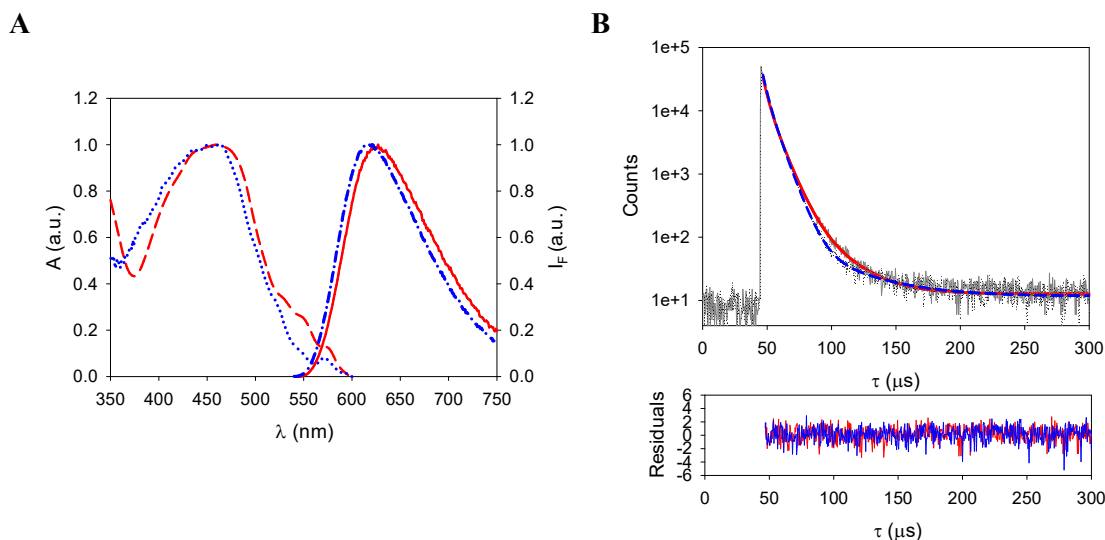 A
B
1.2
1.0
0.8
0.6
0.4
0.2
0.0
A (a.u.)
1.2
1.0
0.8
0.6
0.4
0.2
0.0
I_F (a.u.)
350 400 450 500 550 600 650 700 750
λ (nm)
1e+5
1e+4
1e+3
1e+2
1e+1
Counts
0 50 100 150 200 250 300
τ (μs)
6
4
2
0
-2
-4
-6
Residuals
0 50 100 150 200 250 300
τ (μs)